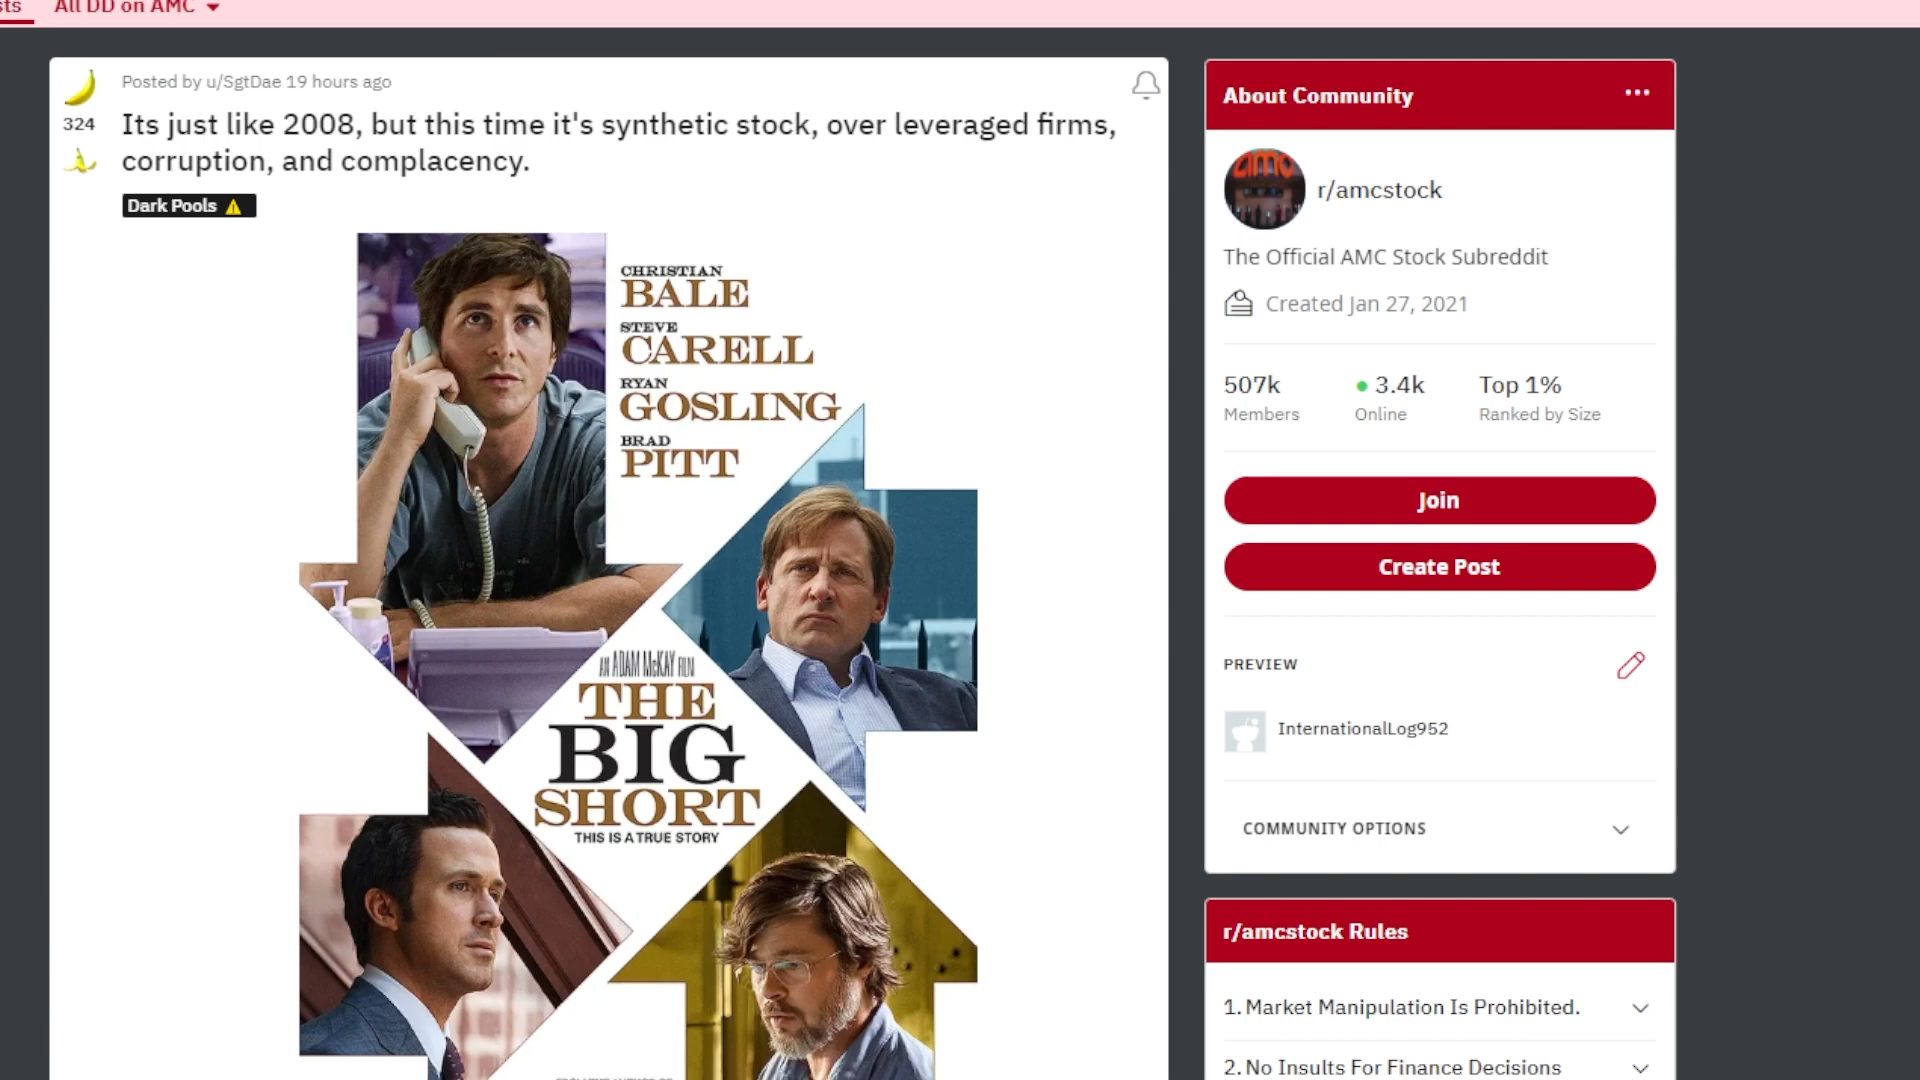 All DD on AMC
Posted by u/SgtDae 19 hours ago
324
Its just like 2008, but this time it's synthetic stock, over leveraged firms,
corruption, and complacency.
Dark Pools
CHRISTIAN
BALE
STEVE
CARELL
RYAN
GOSLING
BRAD
PITT
AN ADAM McKAY FILM
THE
BIG
SHORT
THIS IS A TRUE STORY
About Community
r/amcstock
The Official AMC Stock Subreddit
Created Jan 27, 2021
507k 3.4k Top 1%
Members Online Ranked by Size
Join
Create Post
PREVIEW
InternationalLog952
COMMUNITY OPTIONS
r/amcstock Rules
1. Market Manipulation Is Prohibited.
2. No Insults For Finance Decisions